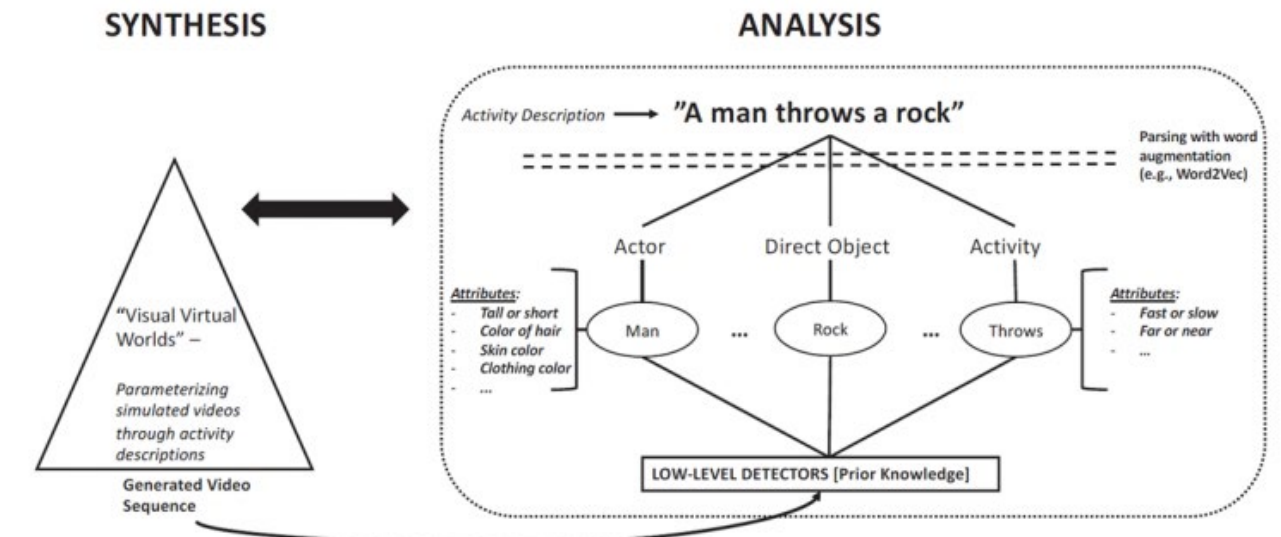 SYNTHESIS
ANALYSIS
Activity Description
”A man throws a rock”
Parsing with word
augmentation
(e.g., Word2Vec)
Actor
Direct Object
Activity
Attributes:
- Tall or short
- Color of hair
- Skin color
- Clothing color
- ...
Man
...
Rock
...
Throws
Attributes:
- Fast or slow
- Far or near
- ...
“Visual Virtual
Worlds” –
Parameterizing
simulated videos
through activity
descriptions
Generated Video
Sequence
LOW-LEVEL DETECTORS [Prior Knowledge]